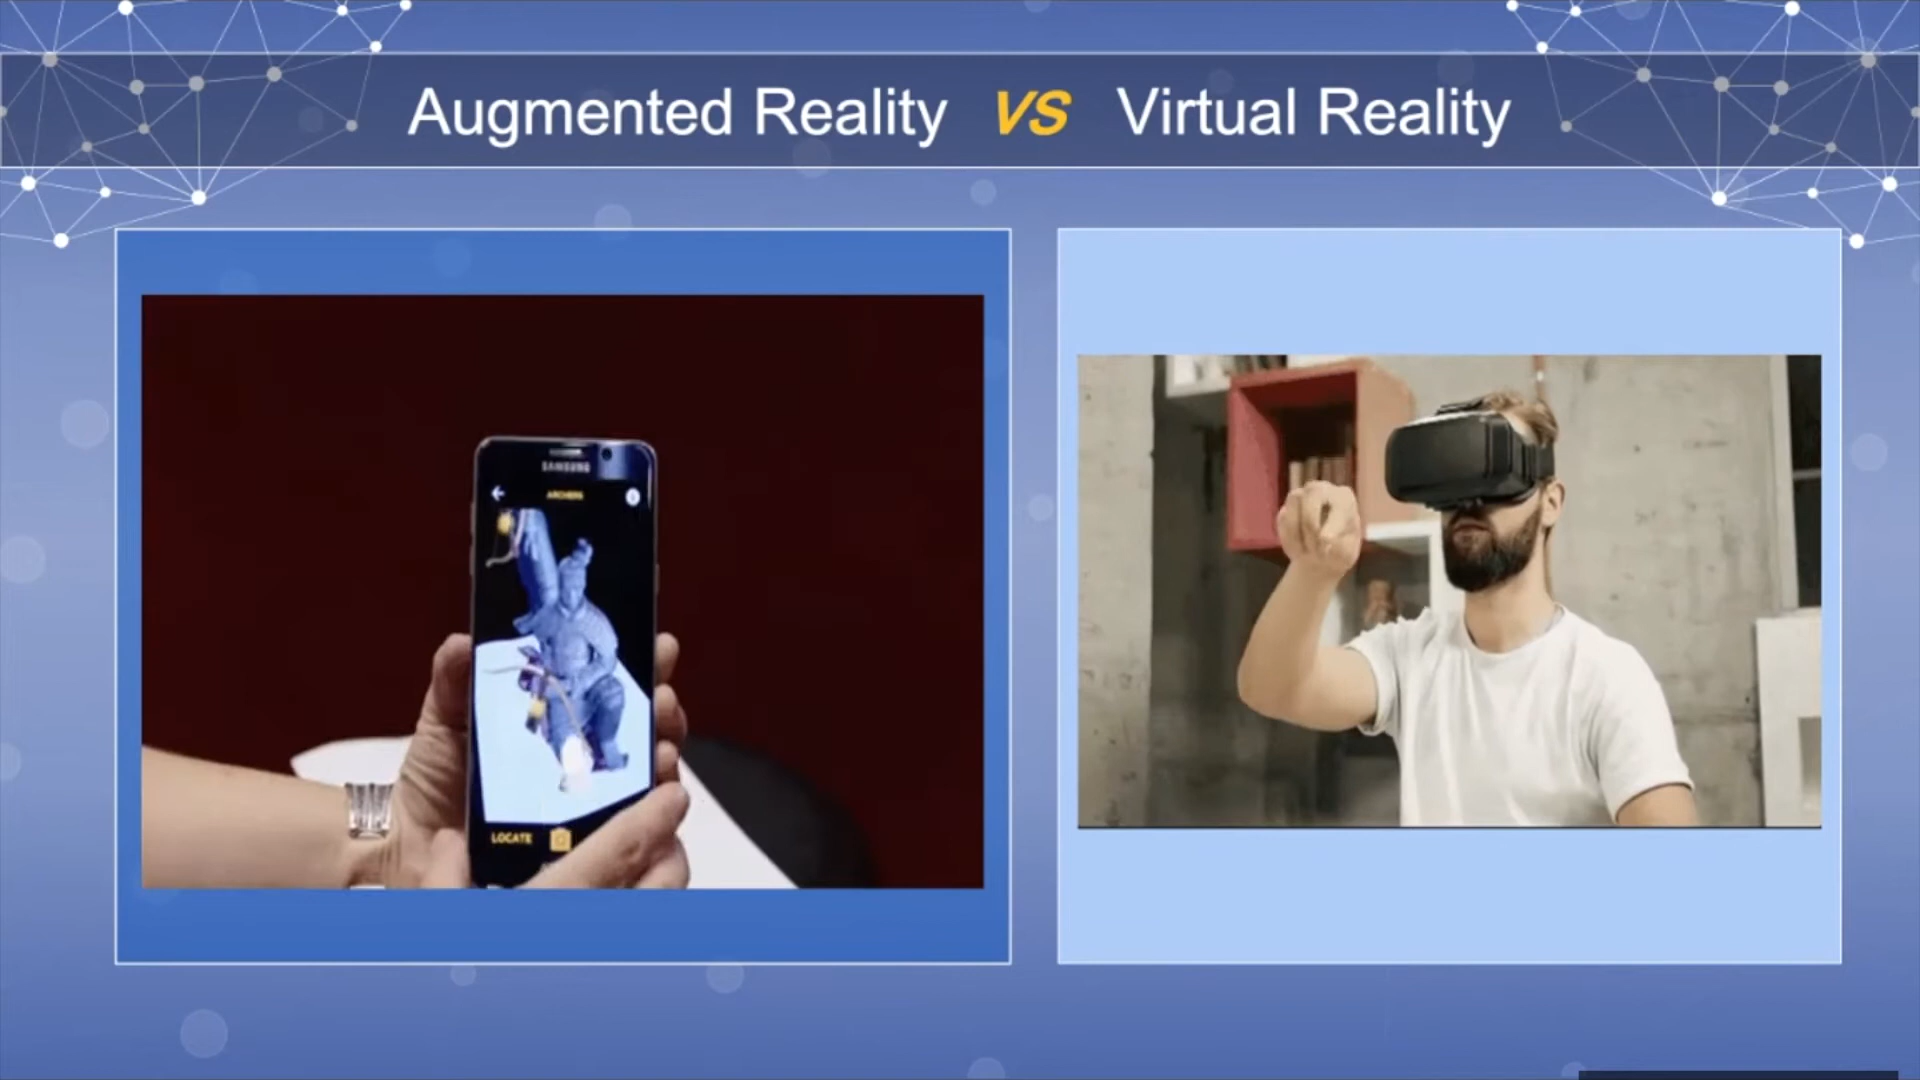 Augmented Reality VS Virtual Reality
SAMSUNG
ARCHERS
LOCATE